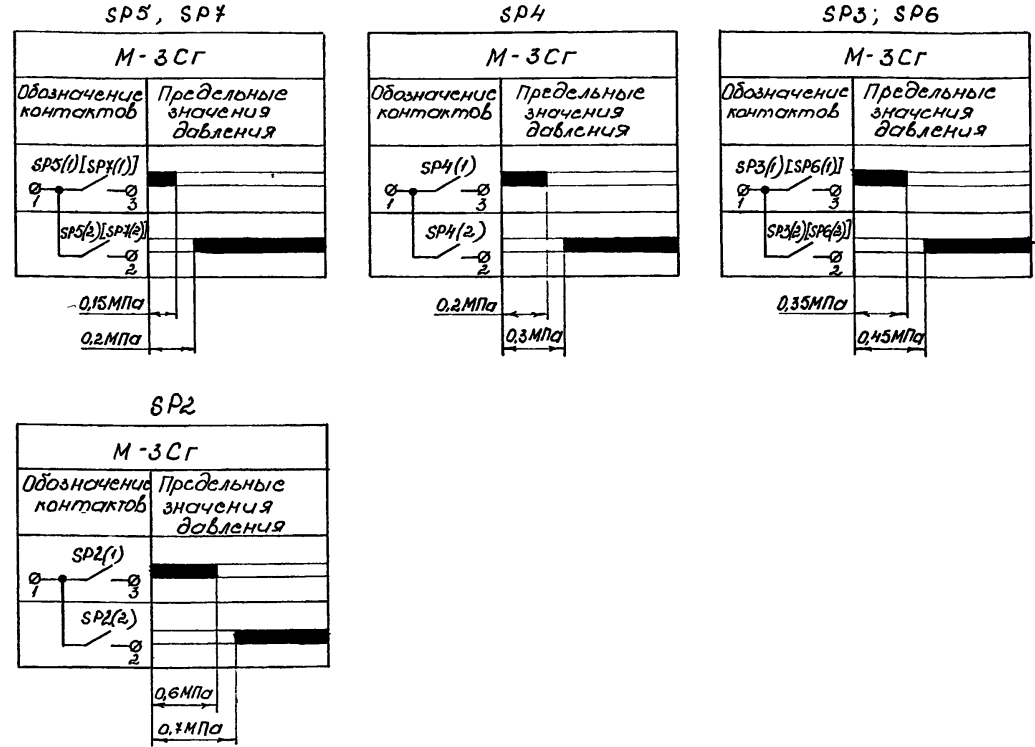 SP5, SP7
М-3Сг
Обозначение контактов
Предельные значения давления
SP5(1)[SP7(1)]
1
3
SP5(2)[SP7(2)]
2
0,15МПа
0,2МПа
SP4
М-3Сг
Обозначение контактов
Предельные значения давления
SP4(1)
1
3
SP4(2)
2
0,2МПа
0,3МПа
SP3; SP6
М-3Сг
Обозначение контактов
Предельные значения давления
SP3(1)[SP6(1)]
1
3
SP3(2)[SP6(2)]
2
0,35МПа
0,45МПа
SP2
М-3Сг
Обозначение контактов
Предельные значения давления
SP2(1)
1
3
SP2(2)
2
0,6МПа
0,7МПа